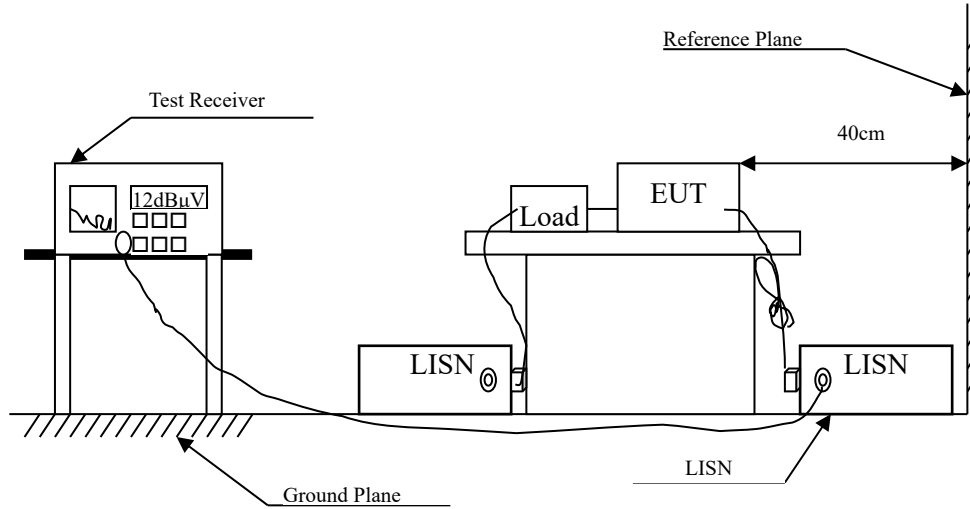 Reference Plane
Test Receiver
40cm
12dBμV
Load
EUT
LISN
LISN
LISN
Ground Plane